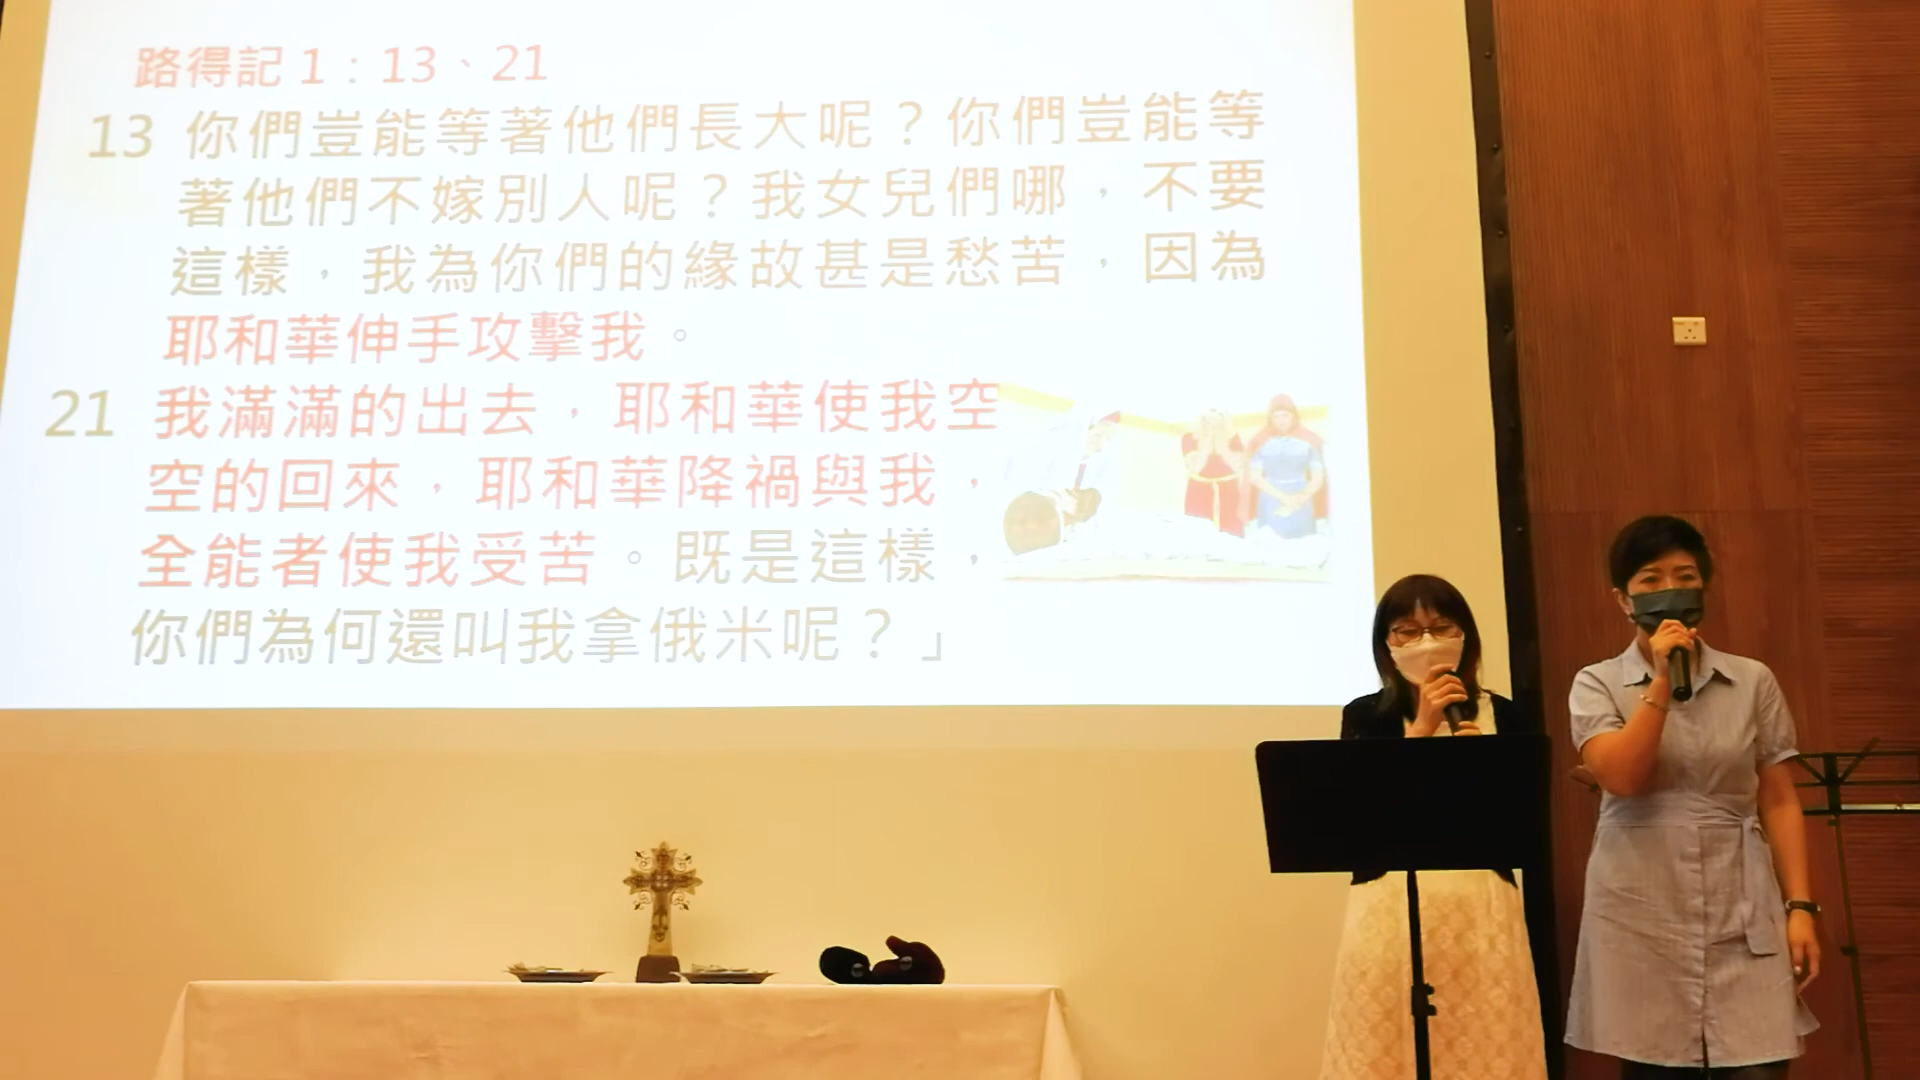 路得記 1：13、21
13 你們豈能等著他們長大呢？你們豈能等
著他們不嫁別人呢？我女兒們哪，不要
這樣，我為你們的緣故甚是愁苦，因為
耶和華伸手攻擊我。
21 我滿滿的出去，耶和華使我空
空的回來，耶和華降禍與我，
全能者使我受苦。既是這樣，
你們為何還叫我拿俄米呢？」